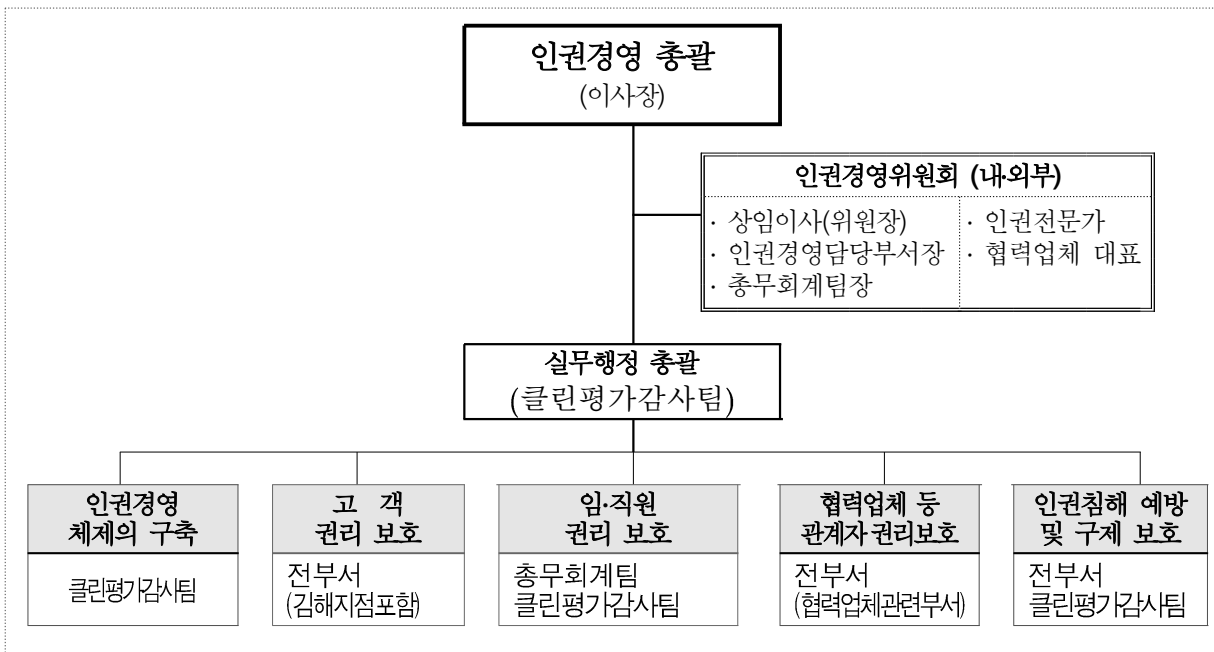 인권경영 총괄
(이사장)
인권경영위원회 (내·외부)
· 상임이사(위원장)
· 인권경영담당부서장
· 총무회계팀장
· 인권전문가
· 협력업체 대표
실무행정 총괄
(클린평가감사팀)
인권경영
체제의 구축
클린평가감사팀
고 객
권리 보호
전부서
(김해지점포함)
임·직원
권리 보호
총무회계팀
클린평가감사팀
협력업체 등
관계자 권리보호
전부서
(협력업체관련부서)
인권침해 예방
및 구제 보호
전부서
클린평가감사팀